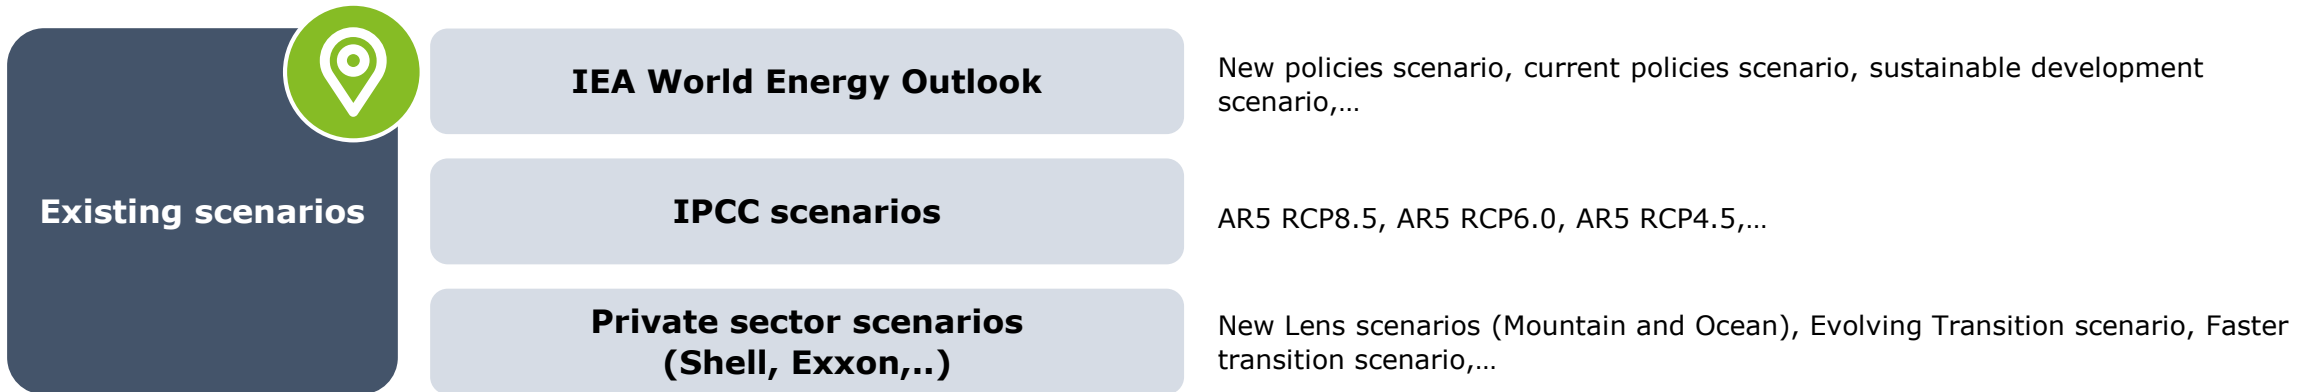 Existing scenarios
IEA World Energy Outlook
New policies scenario, current policies scenario, sustainable development
scenario,…
IPCC scenarios
AR5 RCP8.5, AR5 RCP6.0, AR5 RCP4.5,…
Private sector scenarios
(Shell, Exxon,..)
New Lens scenarios (Mountain and Ocean), Evolving Transition scenario, Faster
transition scenario,…